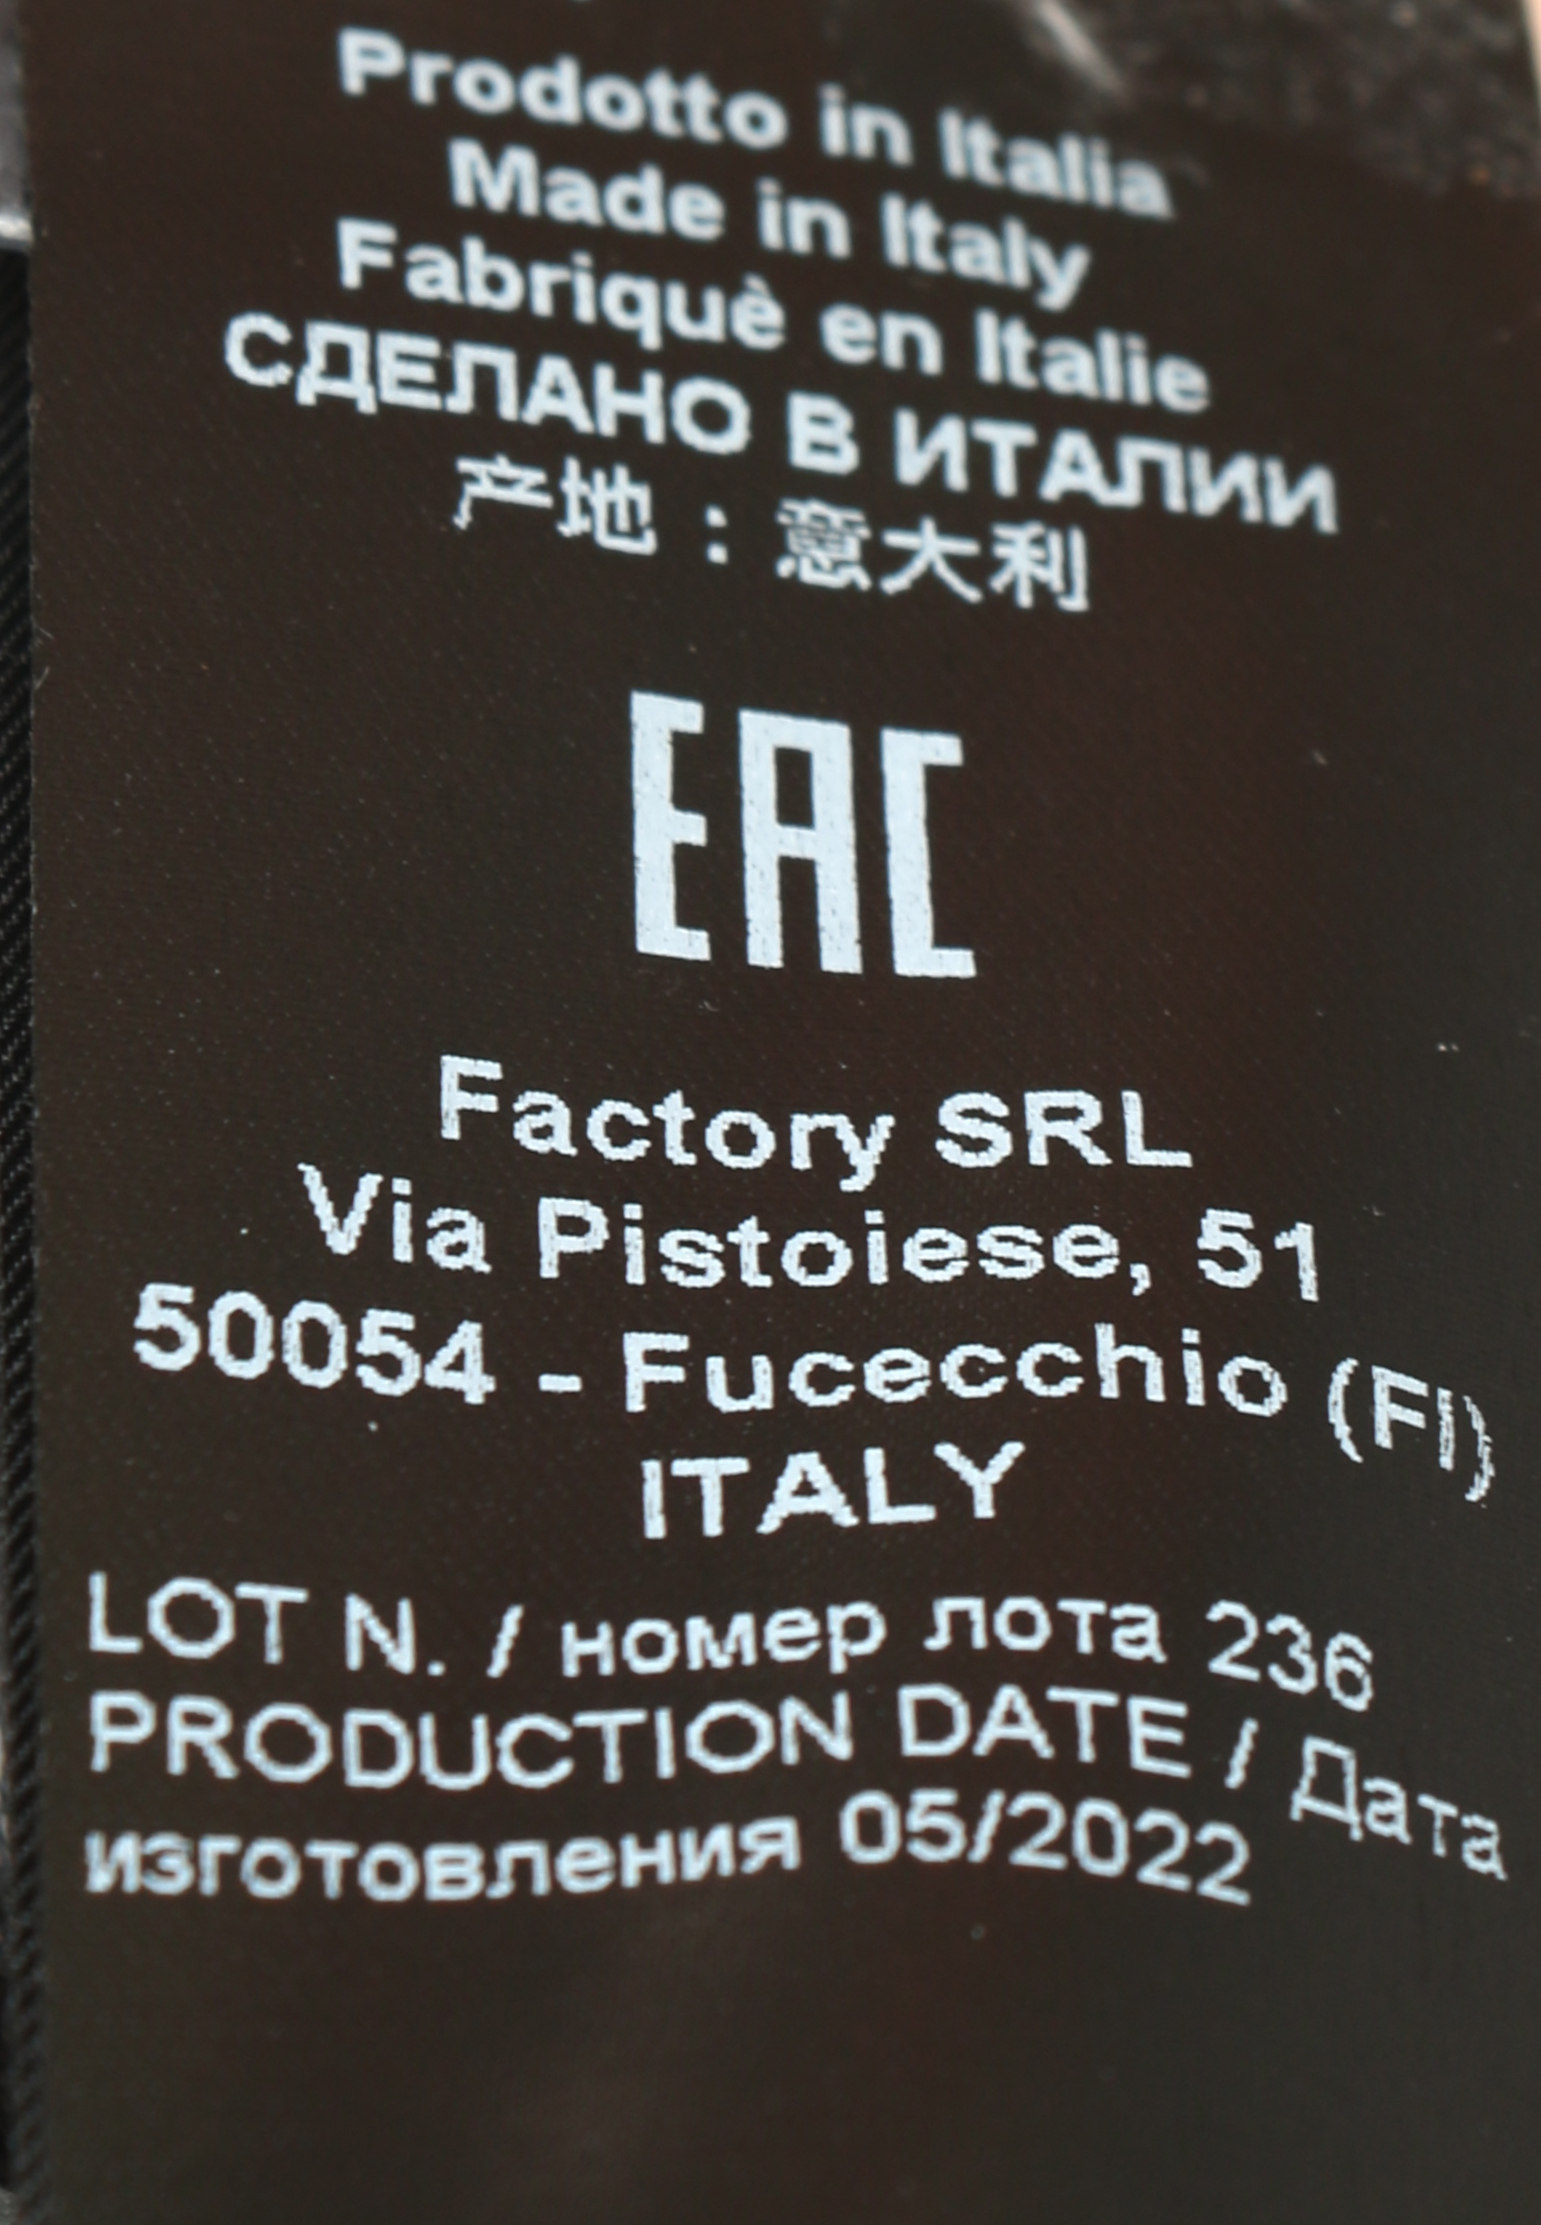 Prodotto in Italia
Made in Italy
Fabriquè en Italie
СДЕЛАНО В ИТАЛИИ
产地：意大利
EAC
Factory SRL
Via Pistoiese, 51
50054 - Fucecchio (FI)
ITALY
LOT N. / номер лота 236
PRODUCTION DATE / Дата
изготовления 05/2022